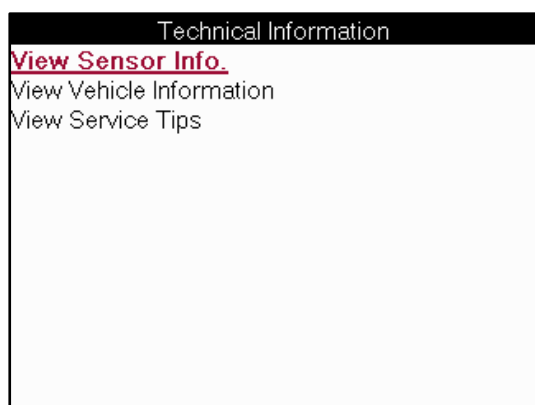 Technical Information
View Sensor Info.
View Vehicle Information
View Service Tips